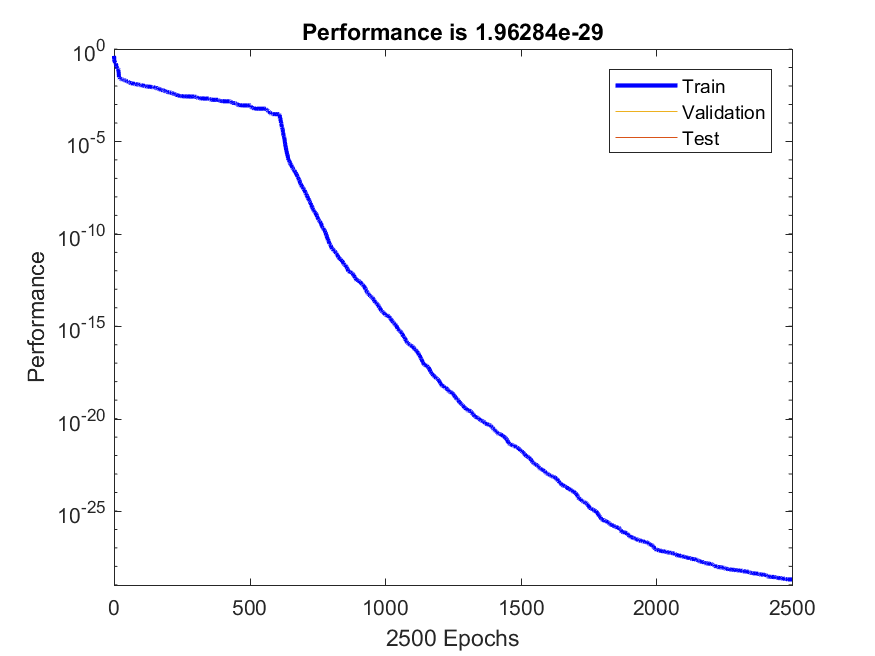 Performance is 1.96284e-29
Performance
10^0
10^-5
10^-10
10^-15
10^-20
10^-25
Train
Validation
Test
0 500 1000 1500 2000 2500
2500 Epochs